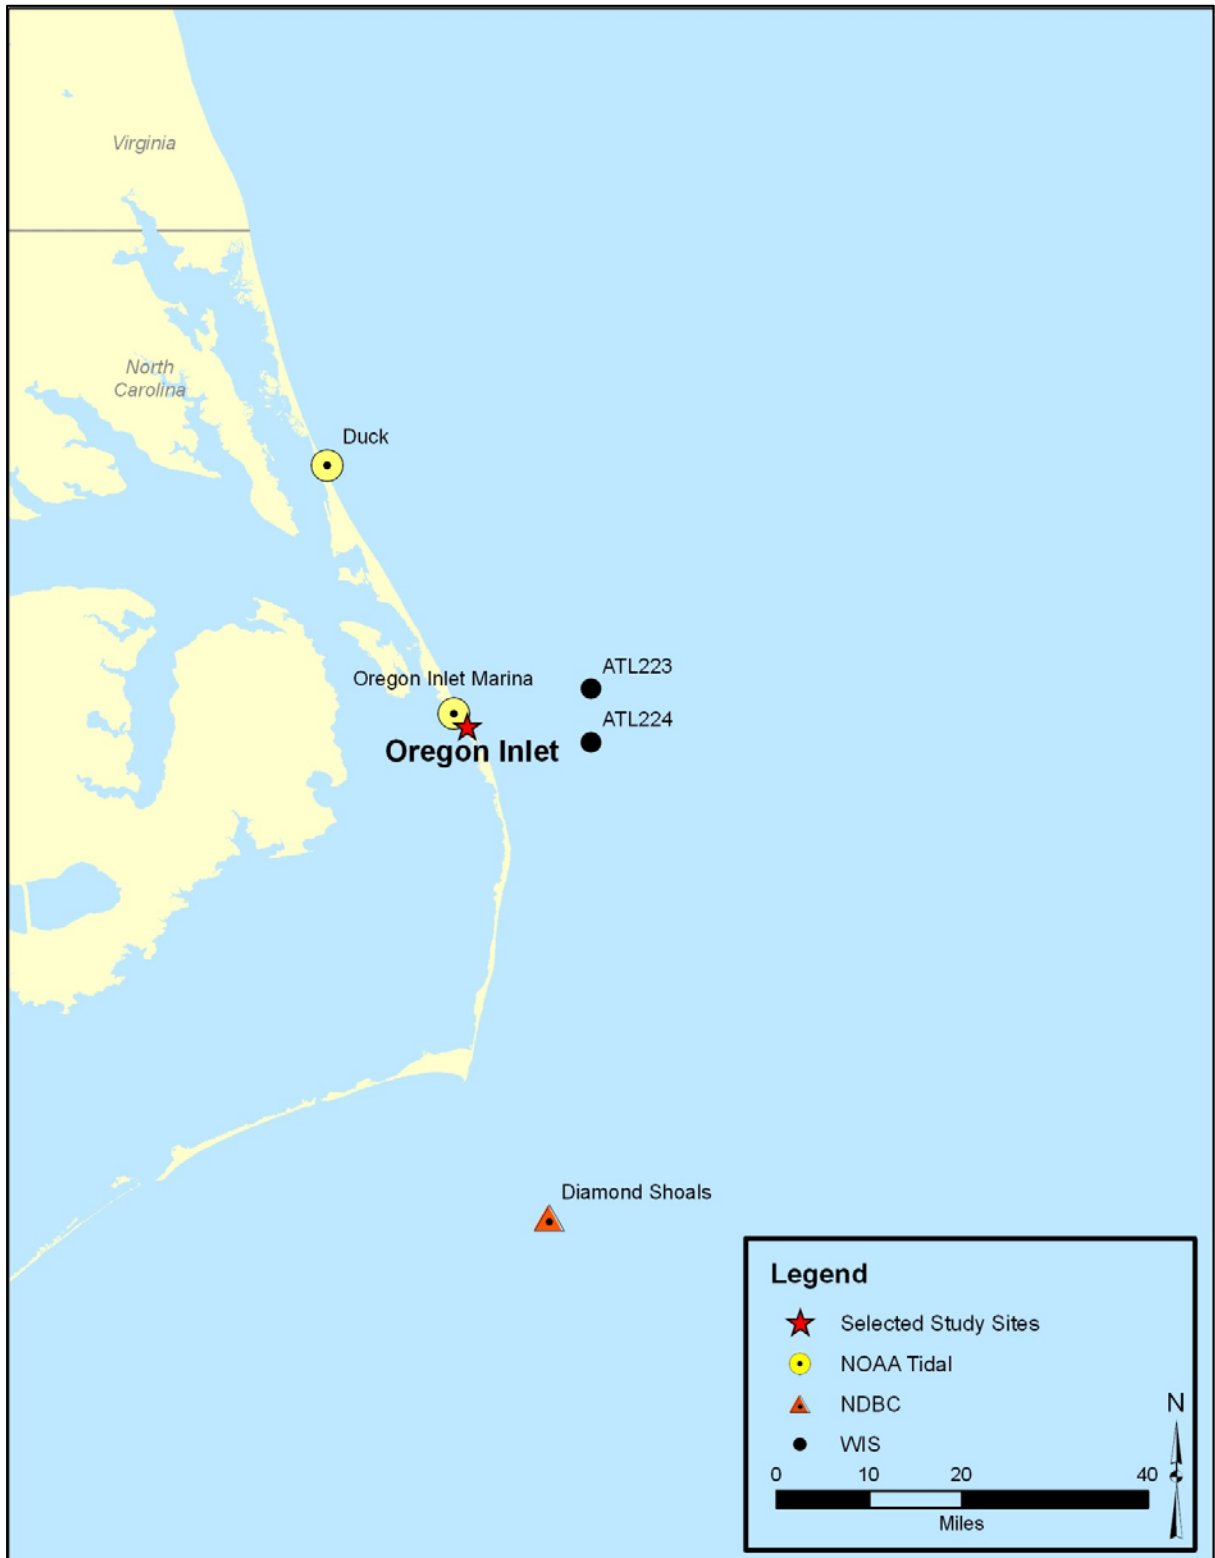 Virginia
North
Carolina
Duck
ATL223
Oregon Inlet Marina
ATL224
Oregon Inlet
Diamond Shoals
Legend
Selected Study Sites
NOAA Tidal
NDBC
N
WIS
0 10 20 40
Miles